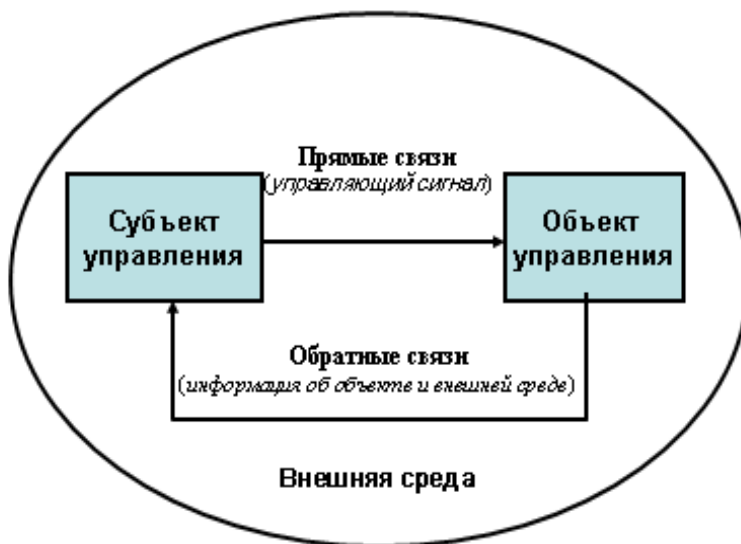 Прямые связи
(управляющий сигнал)
Субъект
управления
Объект
управления
Обратные связи
(информация об объекте и внешней среде)
Внешняя среда